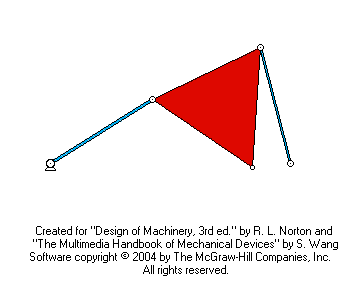 Created for "Design of Machinery, 3rd ed." by R. L. Norton and
"The Multimedia Handbook of Mechanical Devices" by S. Wang
Software copyright © 2004 by The McGraw-Hill Companies, Inc.
All rights reserved.